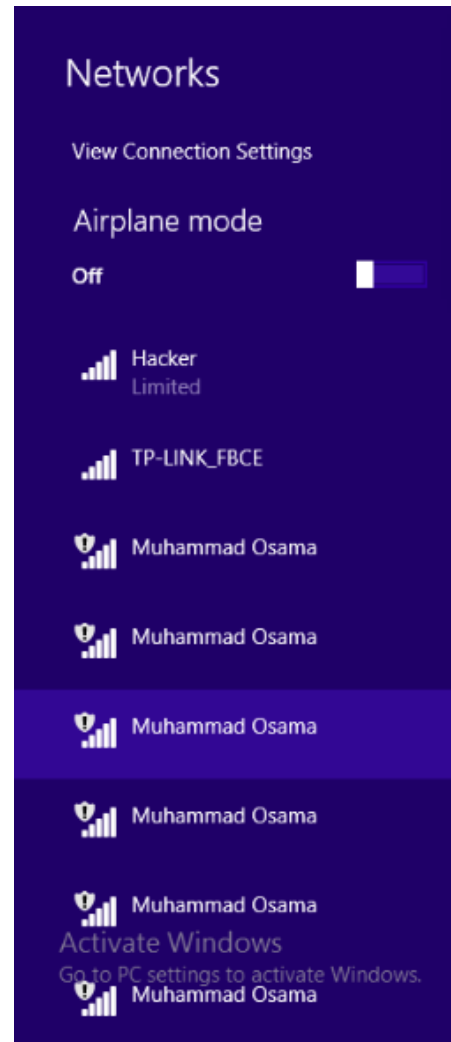 Networks
View Connection Settings
Airplane mode
Off
Hacker
Limited
TP-LINK_FBCE
Muhammad Osama
Muhammad Osama
Muhammad Osama
Muhammad Osama
Muhammad Osama
Activate Windows
Go to PC settings to activate Windows.
Muhammad Osama